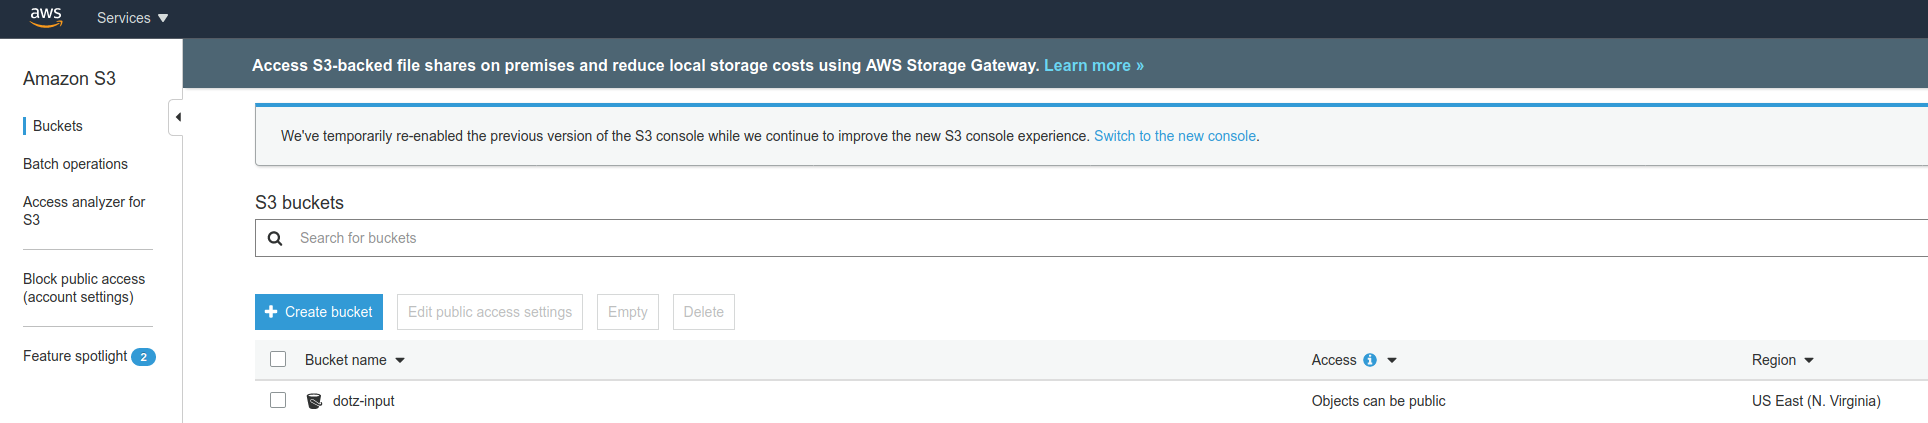 aws
Services
Amazon S3
Buckets
Batch operations
Access analyzer for
S3
Block public access
(account settings)
Feature spotlight 2
Access S3-backed file shares on premises and reduce local storage costs using AWS Storage Gateway. Learn more »
We've temporarily re-enabled the previous version of the S3 console while we continue to improve the new S3 console experience. Switch to the new console.
S3 buckets
Search for buckets
+ Create bucket Edit public access settings Empty Delete
Bucket name Access Region
dotz-input Objects can be public US East (N. Virginia)